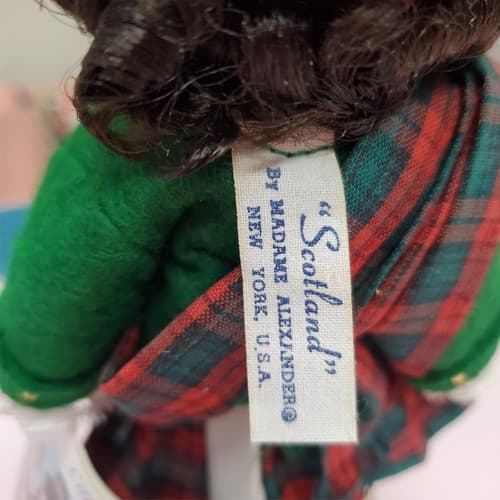 "Scotland"
BY MADAME ALEXANDER®
NEW YORK, U.S.A.